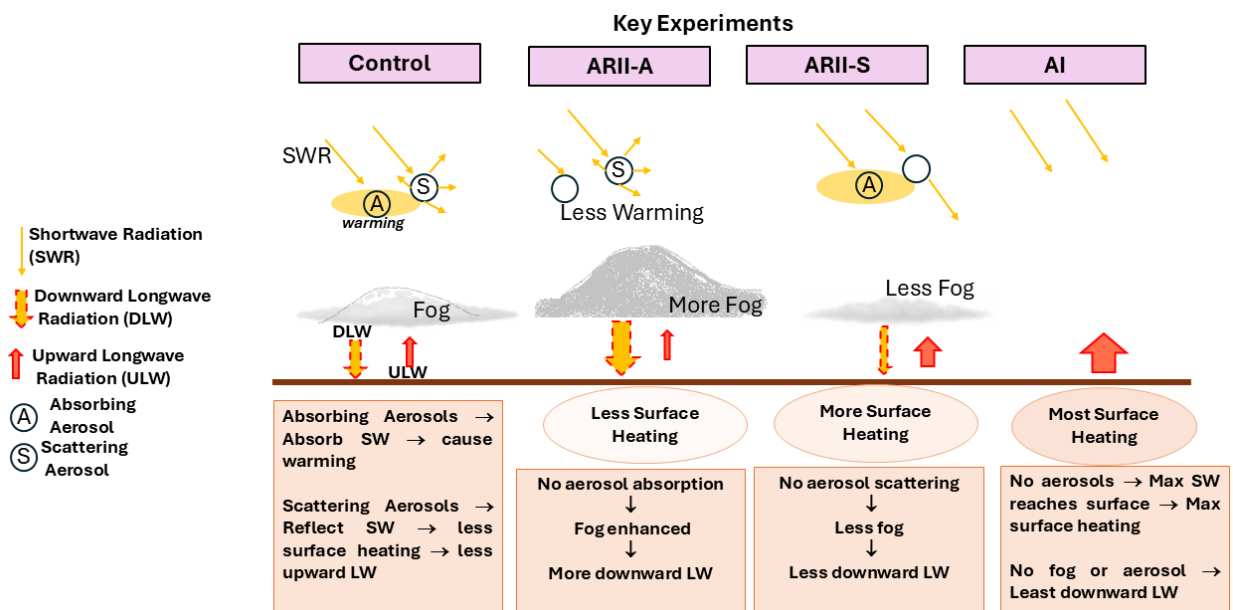 Key Experiments
Control
ARII-A
ARII-S
AI
SWR
A
S
warming
S
Less Warming
A
Fog
DLW
ULW
More Fog
Less Fog
Shortwave Radiation
(SWR)
Downward Longwave
Radiation (DLW)
Upward Longwave
Radiation (ULW)
A Absorbing
Aerosol
S Scattering
Aerosol
Absorbing Aerosols →
Absorb SW → cause
warming
Scattering Aerosols →
Reflect SW → less
surface heating → less
upward LW
Less Surface
Heating
No aerosol absorption
↓
Fog enhanced
↓
More downward LW
More Surface
Heating
No aerosol scattering
↓
Less fog
↓
Less downward LW
Most Surface
Heating
No aerosols → Max SW
reaches surface → Max
surface heating
No fog or aerosol →
Least downward LW